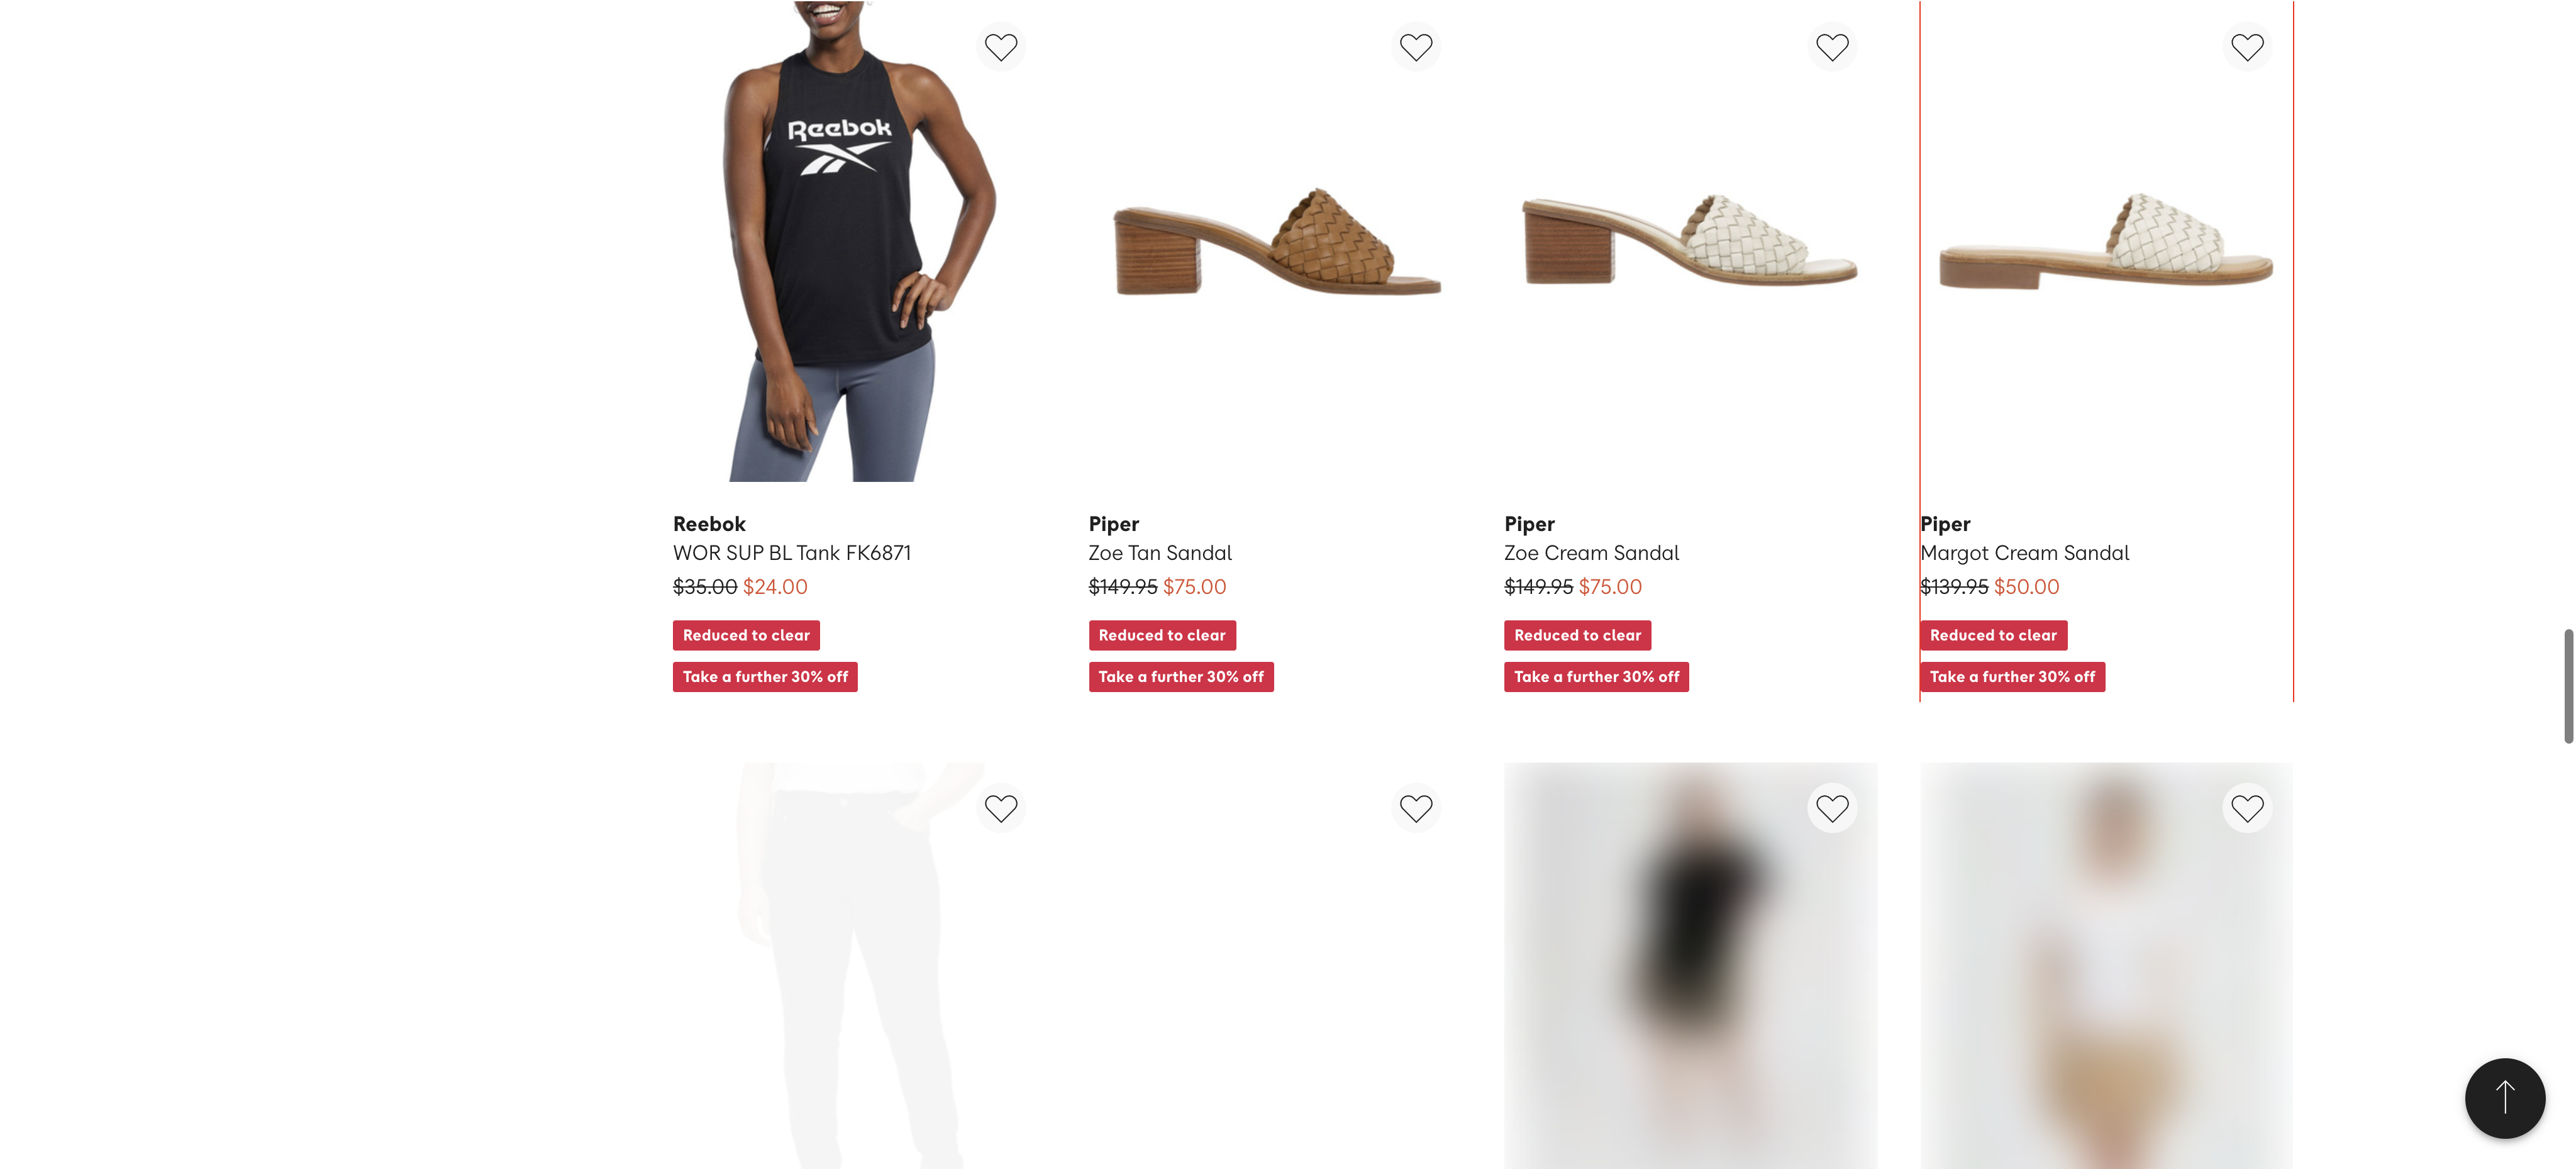 Reebok
Reebok
WOR SUP BL Tank FK6871
$35.00 $24.00
Reduced to clear
Take a further 30% off
Piper
Zoe Tan Sandal
$149.95 $75.00
Reduced to clear
Take a further 30% off
Piper
Zoe Cream Sandal
$149.95 $75.00
Reduced to clear
Take a further 30% off
Piper
Margot Cream Sandal
$139.95 $50.00
Reduced to clear
Take a further 30% off